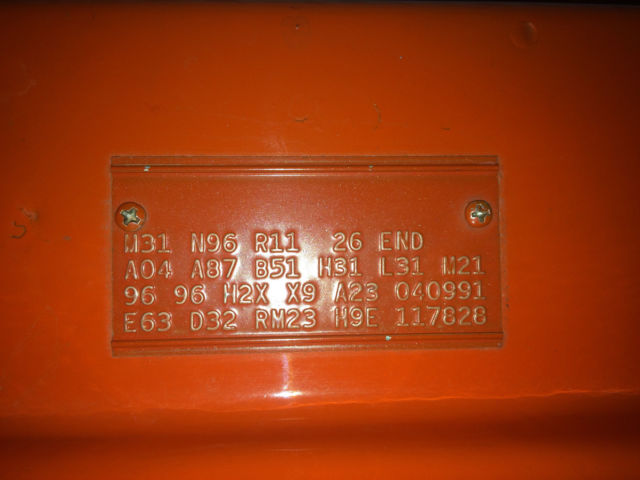 M31 N96 R11 26 END
A04 A87 B51 H31 L31 M21
96 96 H2X X9 A23 040991
E63 D32 RM23 H9E 117828